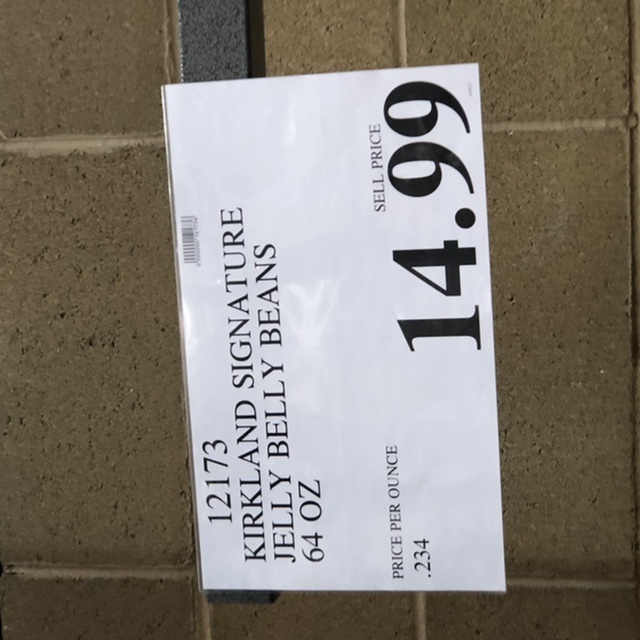 12173
KIRKLAND SIGNATURE
JELLY BELLY BEANS
64 OZ
SELL PRICE
14.99
PRICE PER OUNCE
.234